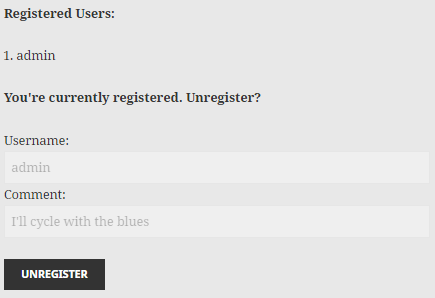 Registered Users:
1. admin
You're currently registered. Unregister?
Username:
admin
Comment:
I'll cycle with the blues
UNREGISTER